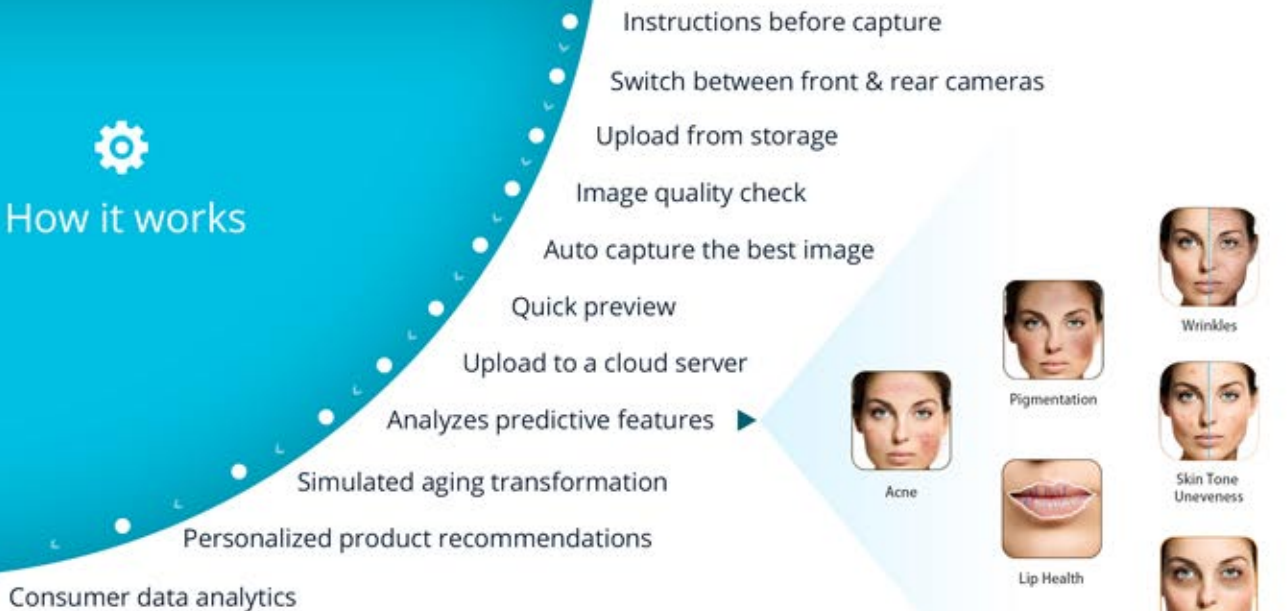 How it works
Instructions before capture
Switch between front & rear cameras
Upload from storage
Image quality check
Auto capture the best image
Quick preview
Upload to a cloud server
Analyzes predictive features
Simulated aging transformation
Personalized product recommendations
Consumer data analytics
Acne
Pigmentation
Lip Health
Wrinkles
Skin Tone
Uneveness